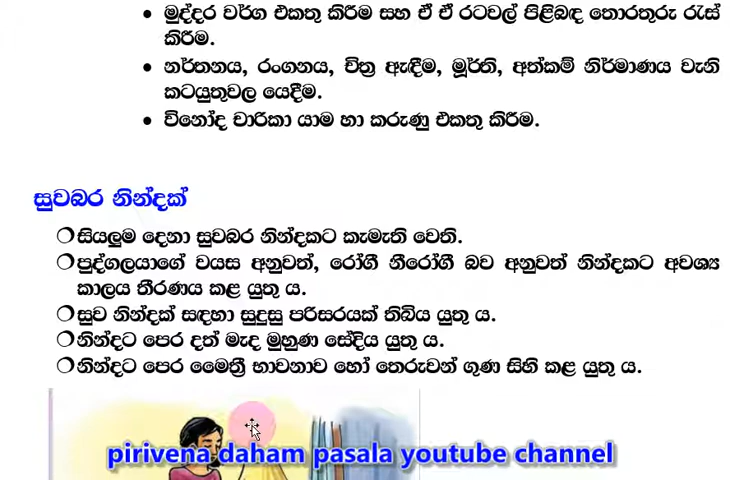 • මුද්දර වර්ග එකතු කිරීම සහ ඒ ඒ රටවල් පිළිබඳ තොරතුරු රැස්
කිරීම.
• නර්තනය, රංගනය, චිත්‍ර ඇඳීම, මූර්ති, අත්කම් නිර්මාණය වැනි
කටයුතුවල යෙදීම.
• විනෝද චාරිකා යාම හා කරුණු එකතු කිරීම.
සුවබර නින්දක්
❍සියලුම දෙනා සුවබර නින්දකට කැමැති වෙති.
❍පුද්ගලයාගේ වයස අනුවත්, රෝගී නීරෝගී බව අනුවත් නින්දකට අවශ්‍ය
කාලය තීරණය කළ යුතු ය.
❍සුව නින්දක් සඳහා සුදුසු පරිසරයක් තිබිය යුතු ය.
❍නින්දට පෙර දත් මැද මුහුණ සේදිය යුතු ය.
❍නින්දට පෙර මෛත්‍රී භාවනාව හෝ තෙරුවන් ගුණ සිහි කළ යුතු ය.
pirivena daham pasala youtube channel